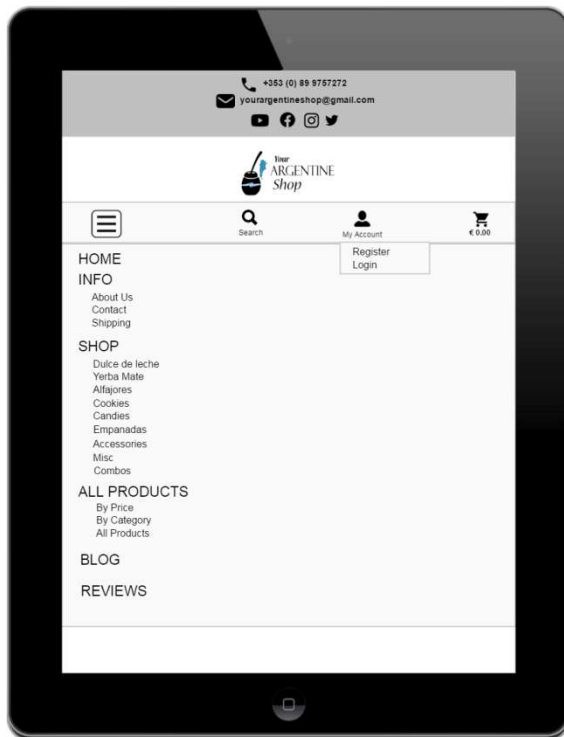 +353 (0) 89 9757272
yourargentineshop@gmail.com
Your
ARGENTINE
Shop
Search
My Account
€ 0.00
Register
Login
HOME
INFO
About Us
Contact
Shipping
SHOP
Dulce de leche
Yerba Mate
Alfajores
Cookies
Candies
Empanadas
Accessories
Misc
Combos
ALL PRODUCTS
By Price
By Category
All Products
BLOG
REVIEWS